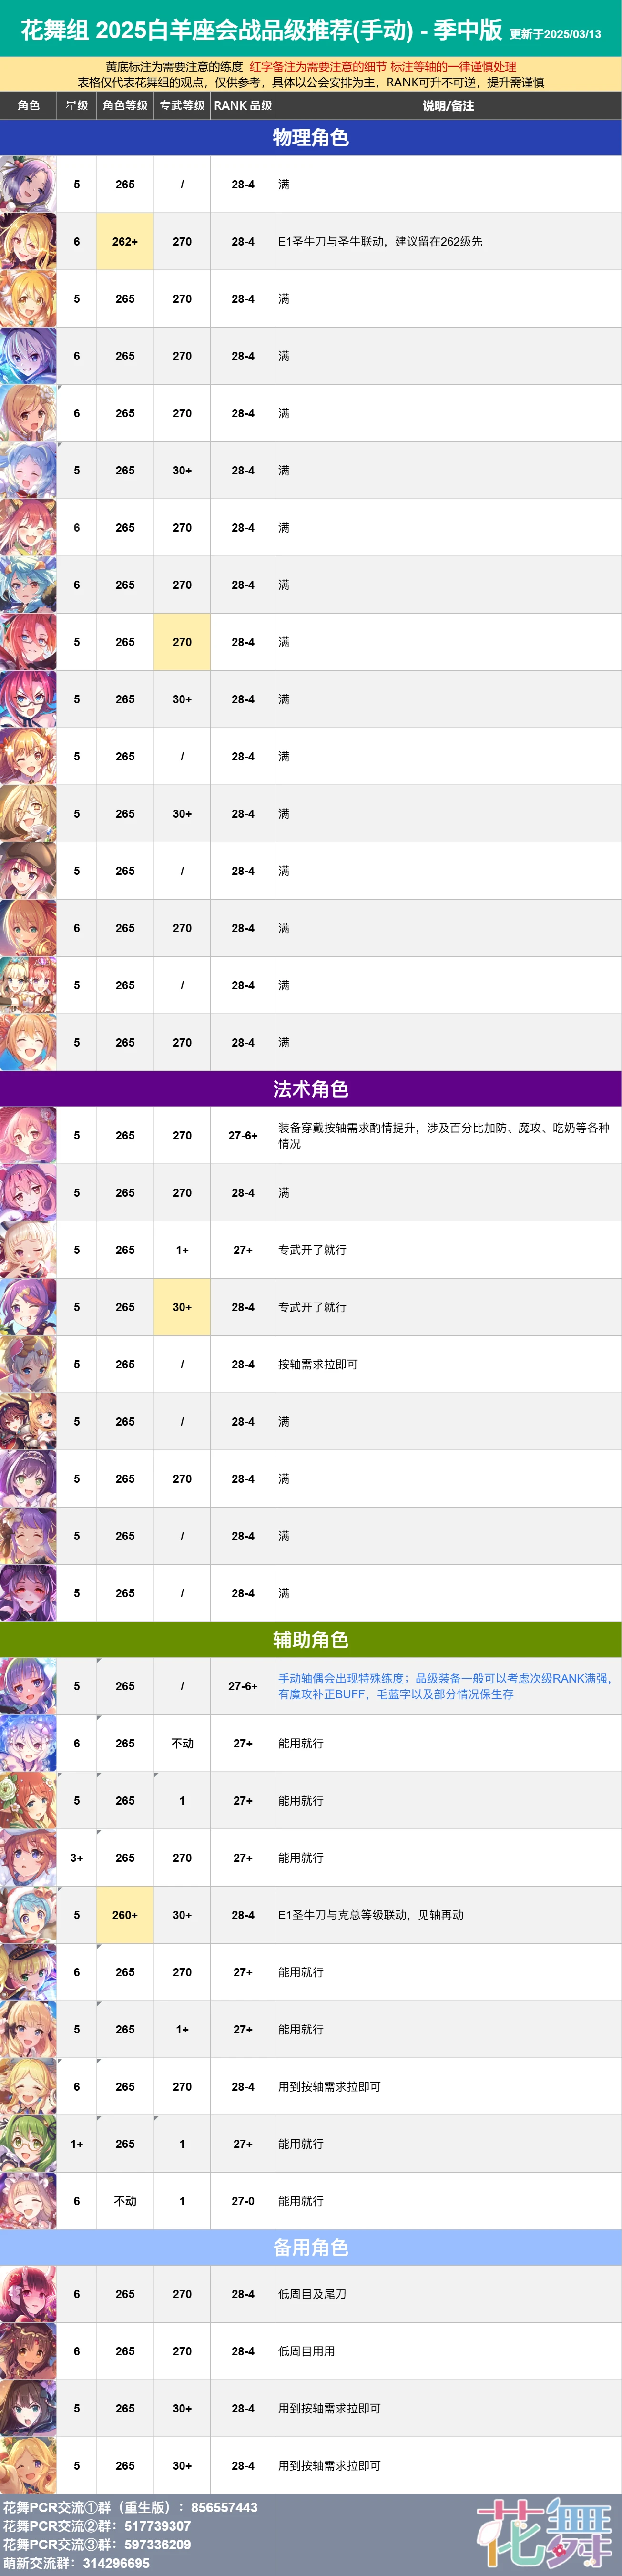 花舞组 2025白羊座会战品级推荐(手动) - 季中版 更新于2025/03/13
黄底标注为需要注意的练度 红字备注为需要注意的细节 标注等轴的一律谨慎处理
表格仅代表花舞组的观点，仅供参考，具体以公会安排为主，RANK可升不可逆，提升需谨慎
角色 星级 角色等级 专武等级 RANK 品级 说明/备注
物理角色
5 265 / 28-4 满
6 262+ 270 28-4 E1圣牛刀与圣牛联动，建议留在262级先
5 265 270 28-4 满
6 265 270 28-4 满
6 265 270 28-4 满
5 265 30+ 28-4 满
6 265 270 28-4 满
6 265 270 28-4 满
5 265 270 28-4 满
5 265 30+ 28-4 满
5 265 / 28-4 满
5 265 30+ 28-4 满
5 265 / 28-4 满
6 265 270 28-4 满
5 265 / 28-4 满
5 265 270 28-4 满
法术角色
5 265 270 27-6+ 装备穿戴按轴需求酌情提升，涉及百分比加防、魔攻、吃奶等各种
情况
5 265 270 28-4 满
5 265 1+ 27+ 专武开了就行
5 265 30+ 28-4 专武开了就行
5 265 / 28-4 按轴需求拉即可
5 265 / 28-4 满
5 265 270 28-4 满
5 265 / 28-4 满
5 265 / 28-4 满
辅助角色
5 265 / 27-6+ 手动轴偶会出现特殊练度；品级装备一般可以考虑次级RANK满强，
有魔攻补正BUFF，毛蓝字以及部分情况保生存
6 265 不动 27+ 能用就行
5 265 1 27+ 能用就行
3+ 265 270 27+ 能用就行
5 260+ 30+ 28-4 E1圣牛刀与克总等级联动，见轴再动
6 265 270 27+ 能用就行
5 265 1+ 27+ 能用就行
6 265 270 28-4 用到按轴需求拉即可
1+ 265 1 27+ 能用就行
6 不动 1 27-0 能用就行
备用角色
6 265 270 28-4 低周目及尾刀
6 265 270 28-4 低周目用用
5 265 30+ 28-4 用到按轴需求拉即可
5 265 30+ 28-4 用到按轴需求拉即可
花舞PCR交流①群（重生版）：856557443
花舞PCR交流②群：517739307
花舞PCR交流③群：597336209
萌新交流群：314296695
花舞